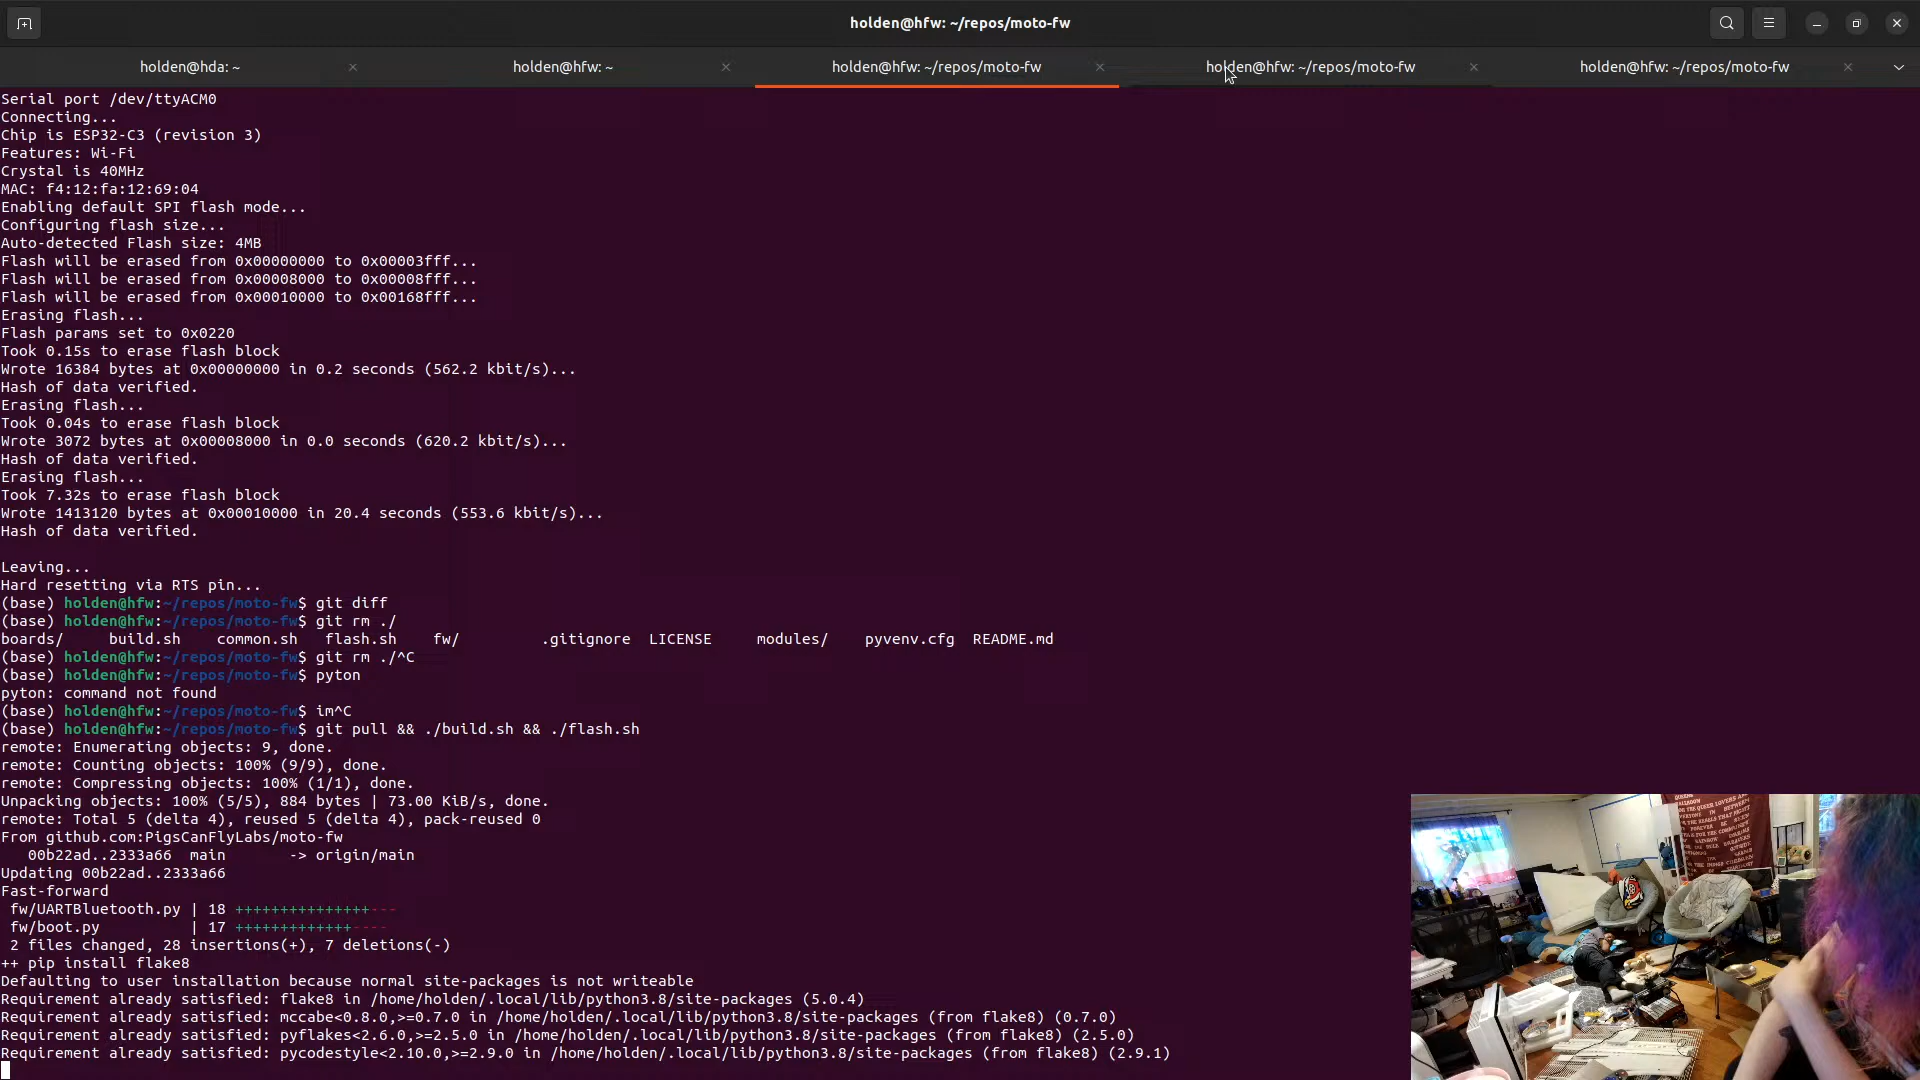 holden@hfw: ~/repos/moto-fw
holden@hda: ~
holden@hfw: ~
holden@hfw: ~/repos/moto-fw
holden@hfw: ~/repos/moto-fw
holden@hfw: ~/repos/moto-fw
Serial port /dev/ttyACM0
Connecting...
Chip is ESP32-C3 (revision 3)
Features: Wi-Fi
Crystal is 40MHz
MAC: f4:12:fa:12:69:04
Enabling default SPI flash mode...
Configuring flash size...
Auto-detected Flash size: 4MB
Flash will be erased from 0x00000000 to 0x00003fff...
Flash will be erased from 0x00008000 to 0x00008fff...
Flash will be erased from 0x00010000 to 0x00168fff...
Erasing flash...
Flash params set to 0x0220
Took 0.15s to erase flash block
Wrote 16384 bytes at 0x00000000 in 0.2 seconds (562.2 kbit/s)...
Hash of data verified.
Erasing flash...
Took 0.04s to erase flash block
Wrote 3072 bytes at 0x00008000 in 0.0 seconds (620.2 kbit/s)...
Hash of data verified.
Erasing flash...
Took 7.32s to erase flash block
Wrote 1413120 bytes at 0x00010000 in 20.4 seconds (553.6 kbit/s)...
Hash of data verified.
Leaving...
Hard resetting via RTS pin...
(base) holden@hfw:~/repos/moto-fw$ git diff
(base) holden@hfw:~/repos/moto-fw$ git rm ./
boards/     build.sh    common.sh   flash.sh    fw/         .gitignore  LICENSE     modules/    pyvenv.cfg  README.md
(base) holden@hfw:~/repos/moto-fw$ git rm ./^C
(base) holden@hfw:~/repos/moto-fw$ pyton
pyton: command not found
(base) holden@hfw:~/repos/moto-fw$ im^C
(base) holden@hfw:~/repos/moto-fw$ git pull && ./build.sh && ./flash.sh
remote: Enumerating objects: 9, done.
remote: Counting objects: 100% (9/9), done.
remote: Compressing objects: 100% (1/1), done.
Unpacking objects: 100% (5/5), 884 bytes | 73.00 KiB/s, done.
remote: Total 5 (delta 4), reused 5 (delta 4), pack-reused 0
From github.com:PigsCanFlyLabs/moto-fw
   00b22ad..2333a66  main       -> origin/main
Updating 00b22ad..2333a66
Fast-forward
 fw/UARTBluetooth.py | 18 +++++++++++++++---
 fw/boot.py          | 17 +++++++++++++----
 2 files changed, 28 insertions(+), 7 deletions(-)
++ pip install flake8
Defaulting to user installation because normal site-packages is not writeable
Requirement already satisfied: flake8 in /home/holden/.local/lib/python3.8/site-packages (5.0.4)
Requirement already satisfied: mccabe<0.8.0,>=0.7.0 in /home/holden/.local/lib/python3.8/site-packages (from flake8) (0.7.0)
Requirement already satisfied: pyflakes<2.6.0,>=2.5.0 in /home/holden/.local/lib/python3.8/site-packages (from flake8) (2.5.0)
Requirement already satisfied: pycodestyle<2.10.0,>=2.9.0 in /home/holden/.local/lib/python3.8/site-packages (from flake8) (2.9.1)